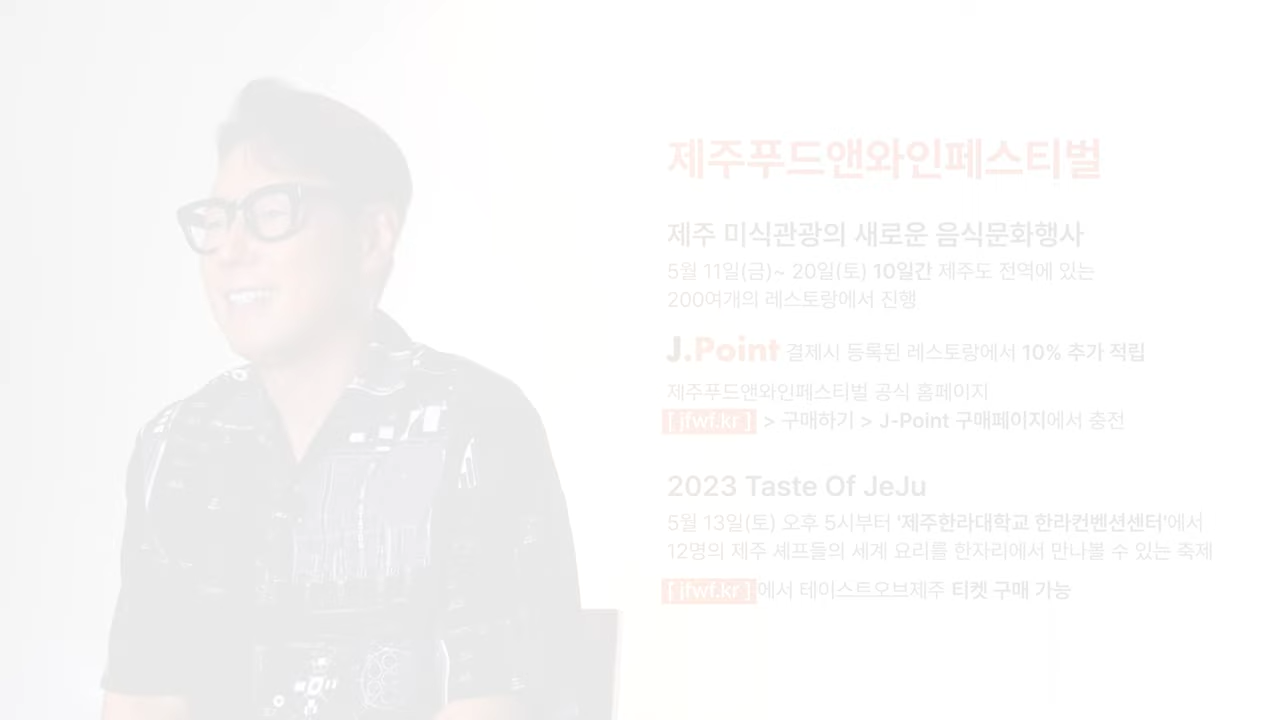 제주푸드앤와인페스티벌
제주 미식관광의 새로운 음식문화행사
5월 11일(금)~ 20일(토) 10일간 제주도 전역에 있는
200여개의 레스토랑에서 진행
J.Point 결제시 등록된 레스토랑에서 10% 추가 적립
제주푸드앤와인페스티벌 공식 홈페이지
[ jfwf.kr ] > 구매하기 > J-Point 구매페이지에서 충전
2023 Taste Of JeJu
5월 13일(토) 오후 5시부터 '제주한라대학교 한라컨벤션센터'에서
12명의 제주 셰프들의 세계 요리를 한자리에서 만나볼 수 있는 축제
[ jfwf.kr ]에서 테이스트오브제주 티켓 구매 가능